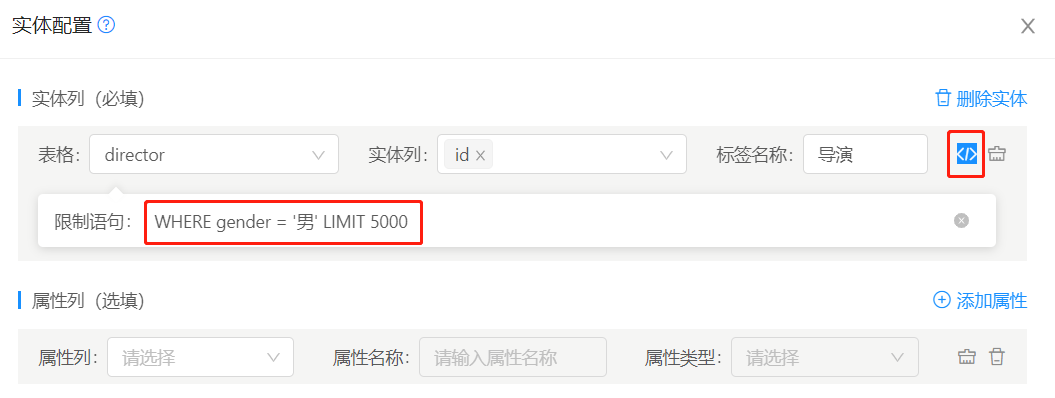 实体配置
实体列（必填） 删除实体
表格: director 实体列: id 标签名称: 导演 </>
限制语句: WHERE gender = '男' LIMIT 5000
属性列（选填） 添加属性
属性列: 请选择 属性名称: 请输入属性名称 属性类型: 请选择